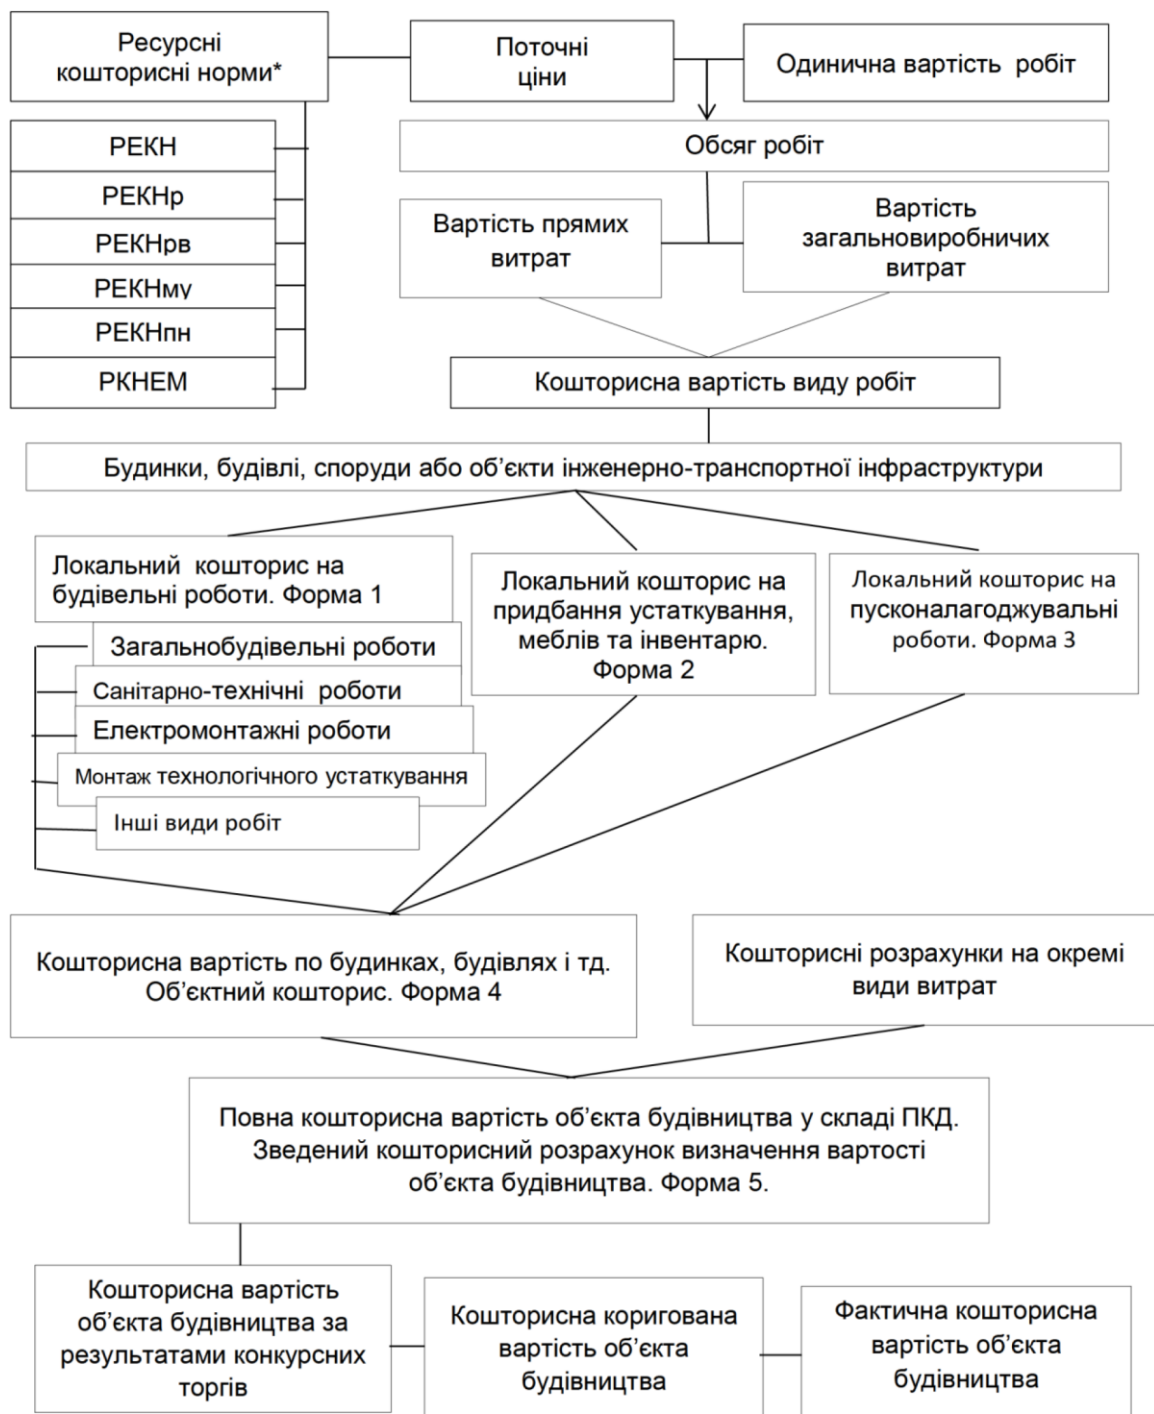 Ресурсні
кошторисні норми*
Поточні
ціни
Одинична вартість робіт
РЕКН
РЕКНр
РЕКНрв
РЕКНму
РЕКНпн
РКНЕМ
Обсяг робіт
Вартість прямих
витрат
Вартість
загальновиробничих
витрат
Кошторисна вартість виду робіт
Будинки, будівлі, споруди або об’єкти інженерно-транспортної інфраструктури
Локальний кошторис на
будівельні роботи. Форма 1
Загальнобудівельні роботи
Санітарно-технічні роботи
Електромонтажні роботи
Монтаж технологічного устаткування
Інші види робіт
Локальний кошторис на
придбання устаткування,
меблів та інвентарю.
Форма 2
Локальний кошторис на
пусконалагоджувальні
роботи. Форма 3
Кошторисна вартість по будинках, будівлях і тд.
Об’єктний кошторис. Форма 4
Кошторисні розрахунки на окремі
види витрат
Повна кошторисна вартість об’єкта будівництва у складі ПКД.
Зведений кошторисний розрахунок визначення вартості
об’єкта будівництва. Форма 5.
Кошторисна вартість
об’єкта будівництва за
результатами конкурсних
торгів
Кошторисна коригована
вартість об’єкта
будівництва
Фактична кошторисна
вартість об’єкта
будівництва